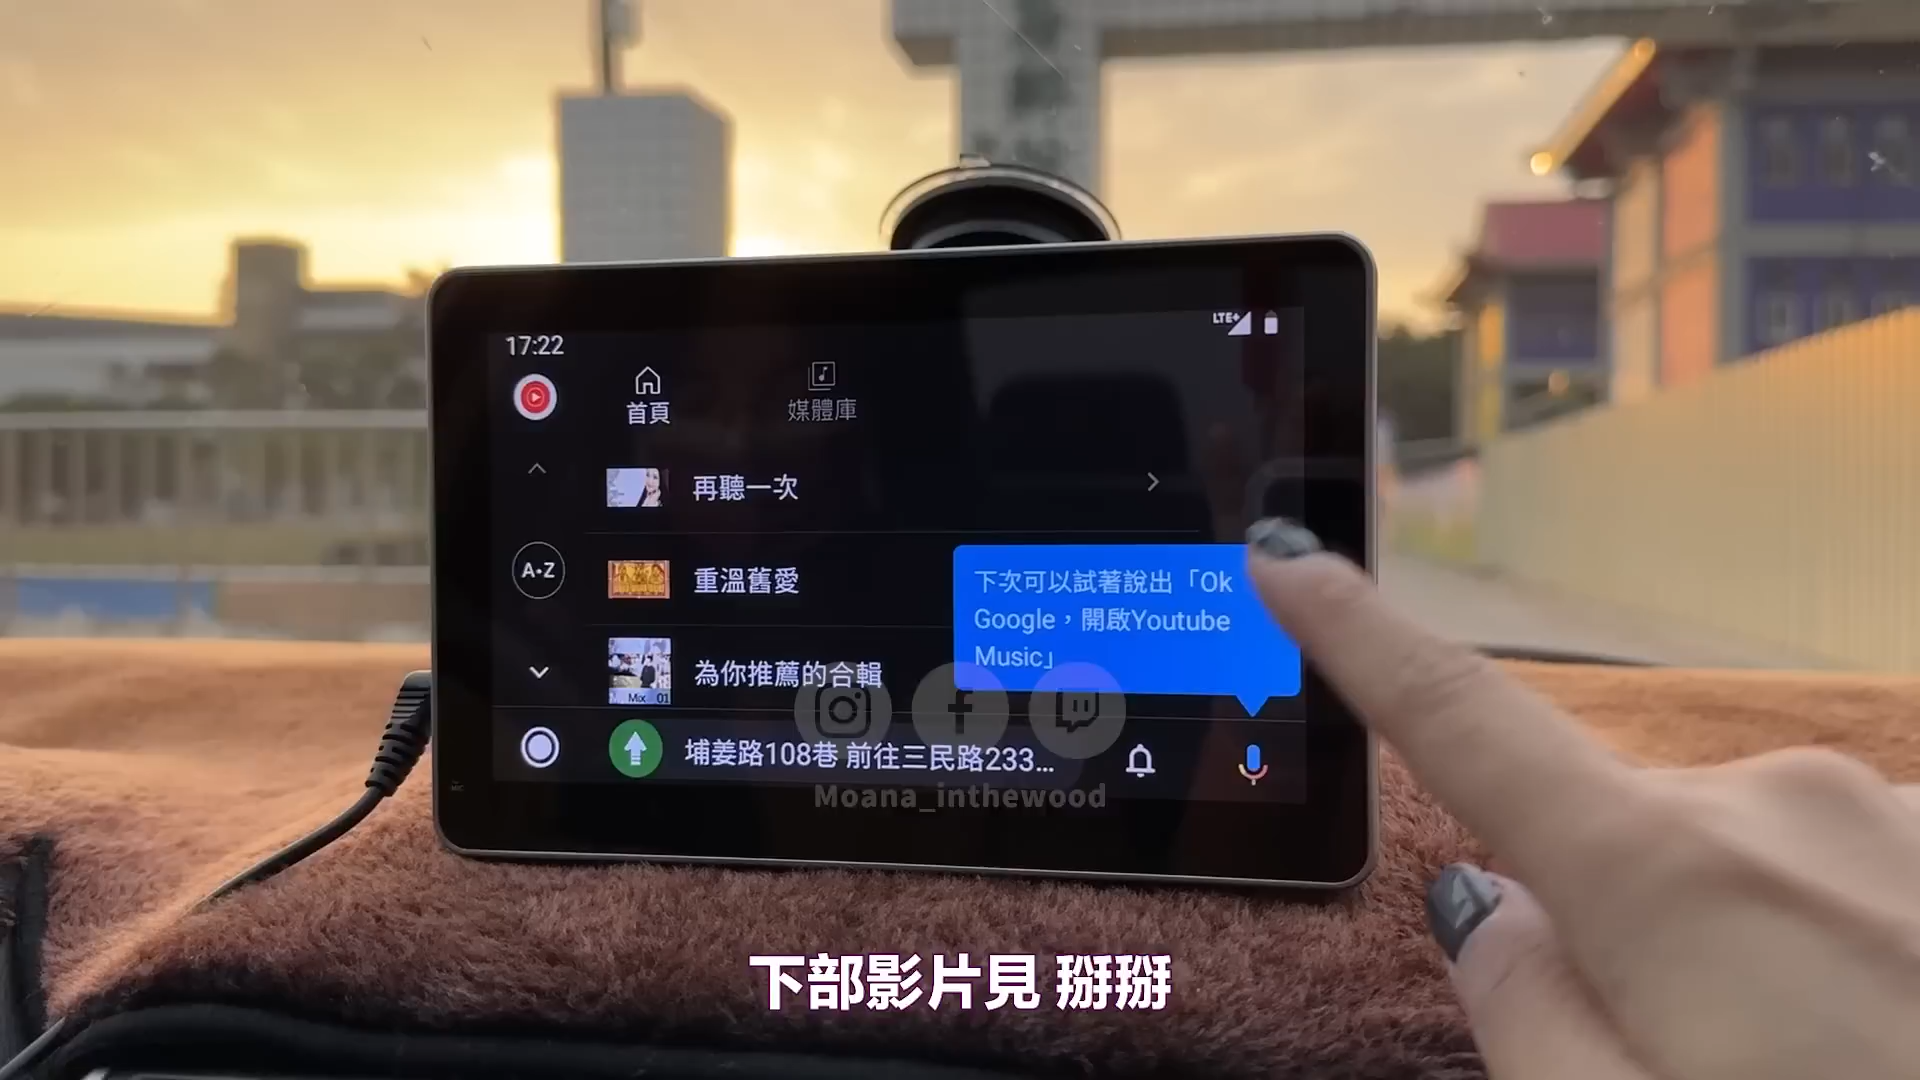 17:22
LTE+
首頁
媒體庫
再聽一次
A-Z
重溫舊愛
下次可以試著說出「Ok
Google，開啟Youtube
Music」
為你推薦的合輯
Mix 01
埔姜路108巷 前往三民路233...
Moana_inthewood
MIC
下部影片見 掰掰